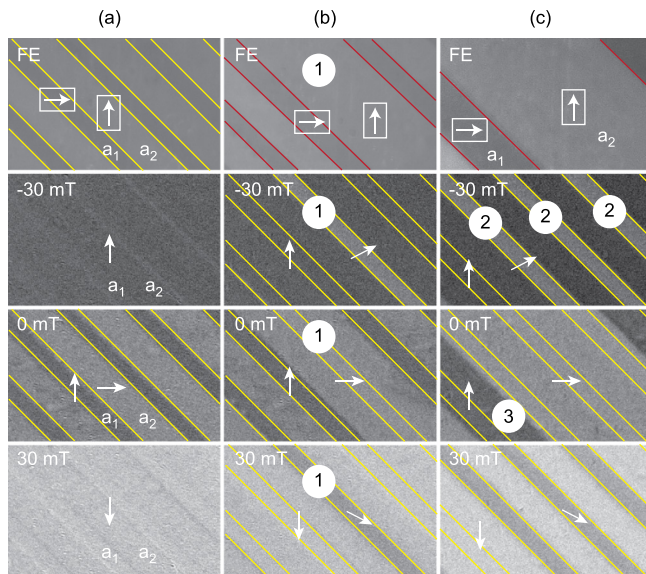 (a) (b) (c)
FE FE FE
1
a1 a2
a1 a2
-30 mT -30 mT -30 mT
1 2 2 2
a1 a2
0 mT 0 mT 0 mT
1
3
a1 a2
30 mT 30 mT 30 mT
1
a1 a2